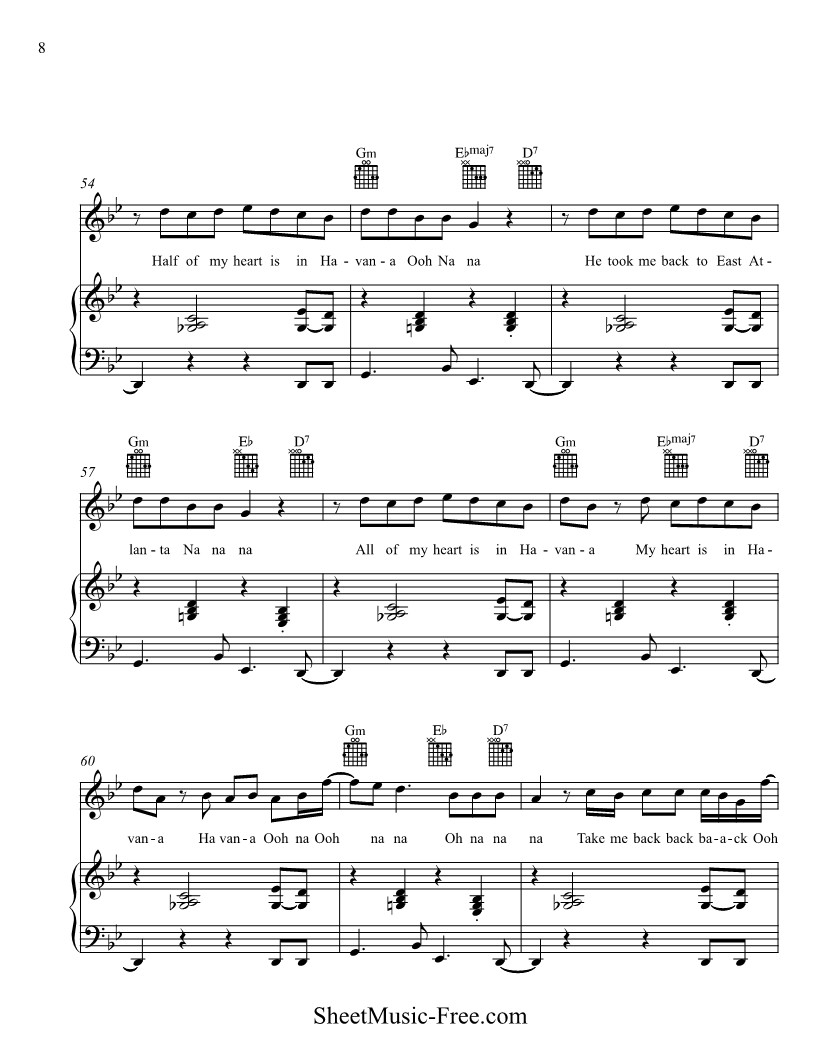 8
Gm E♭maj7 D7
54
Half of my heart is in Ha - van - a Ooh Na na He took me back to East At -
Gm E♭ D7 Gm E♭maj7 D7
57
lan - ta Na na na All of my heart is in Ha - van - a My heart is in Ha -
Gm E♭ D7
60
van - a Ha van - a Ooh na Ooh na na Oh na na na Take me back back ba - a - ck Ooh
SheetMusic-Free.com